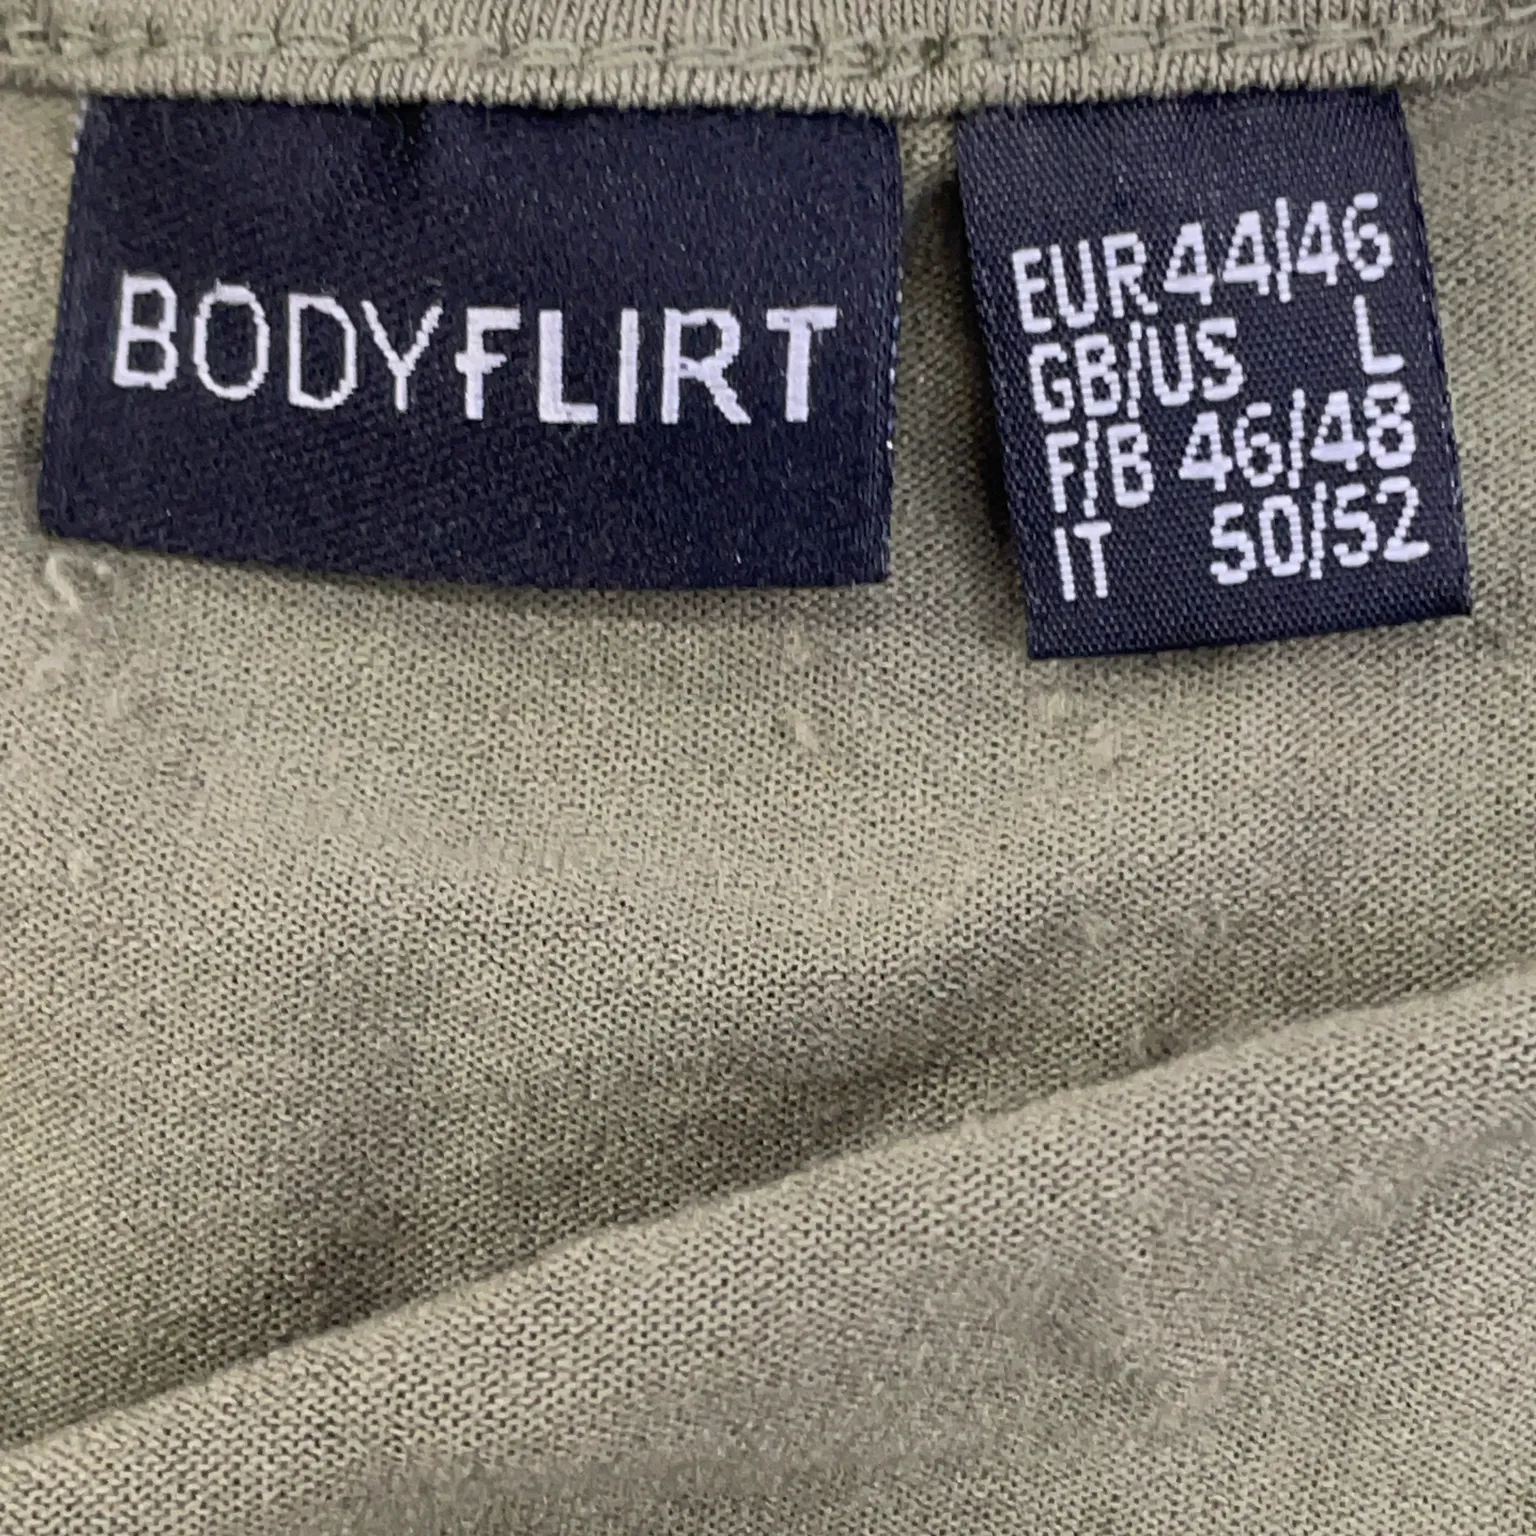 BODYFLIRT
EUR 44/46
GB/US L
F/B 46/48
IT 50/52